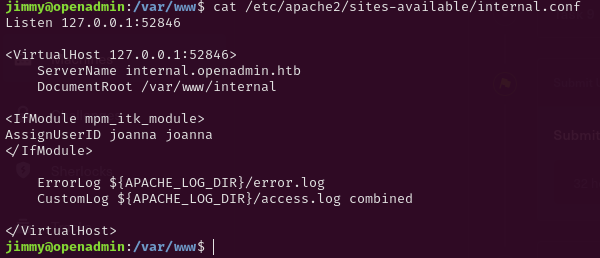 jimmy@openadmin:/var/www$ cat /etc/apache2/sites-available/internal.conf
Listen 127.0.0.1:52846

<VirtualHost 127.0.0.1:52846>
    ServerName internal.openadmin.htb
    DocumentRoot /var/www/internal

<IfModule mpm_itk_module>
AssignUserID joanna joanna
</IfModule>

    ErrorLog ${APACHE_LOG_DIR}/error.log
    CustomLog ${APACHE_LOG_DIR}/access.log combined

</VirtualHost>
jimmy@openadmin:/var/www$